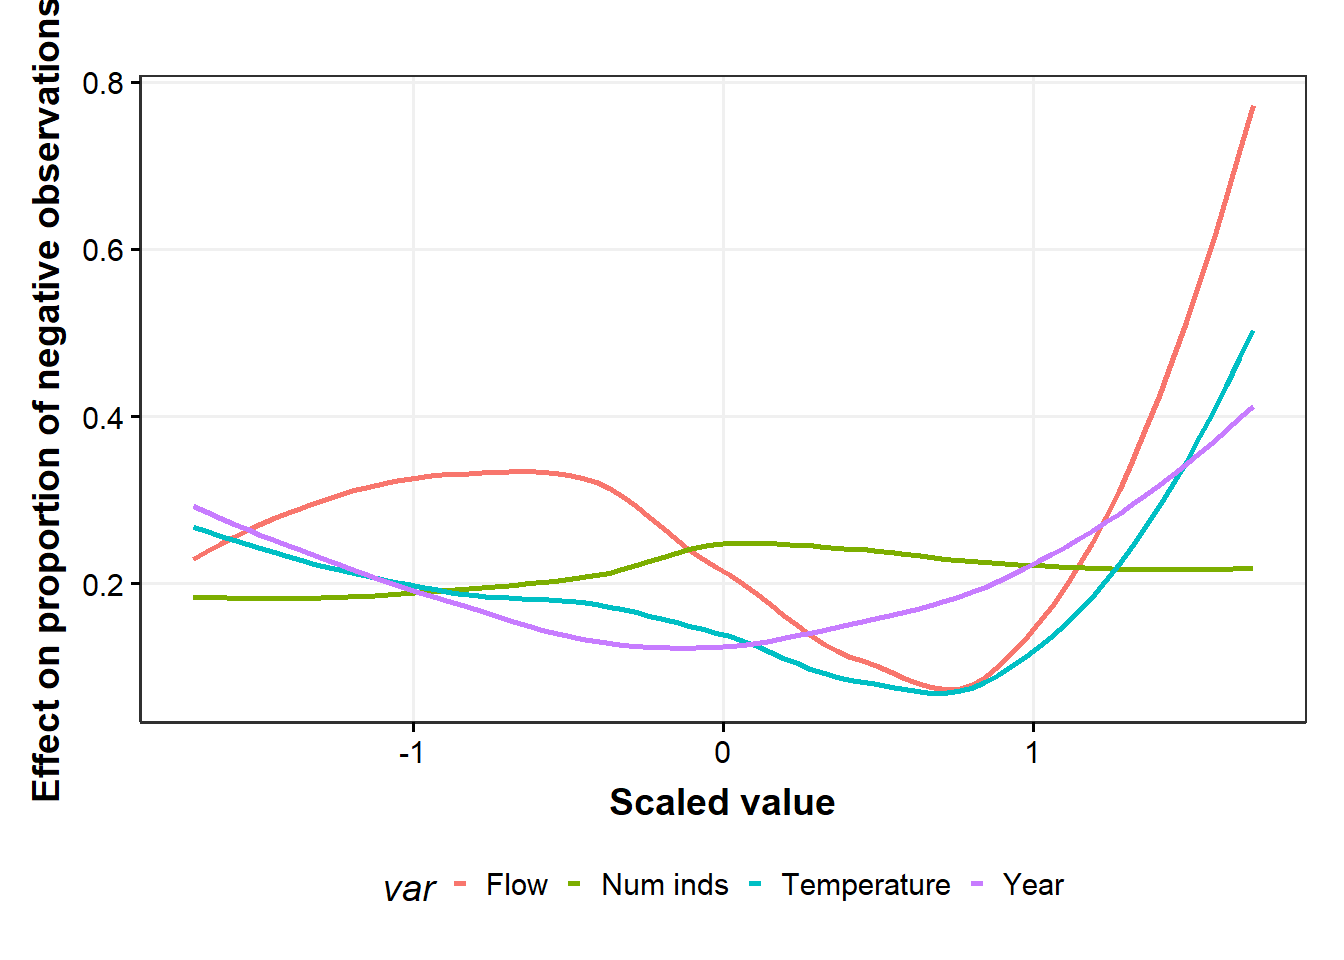 Effect on proportion of negative observations
0.8
0.6
0.4
0.2
-1 0 1
Scaled value
var Flow Num inds Temperature Year